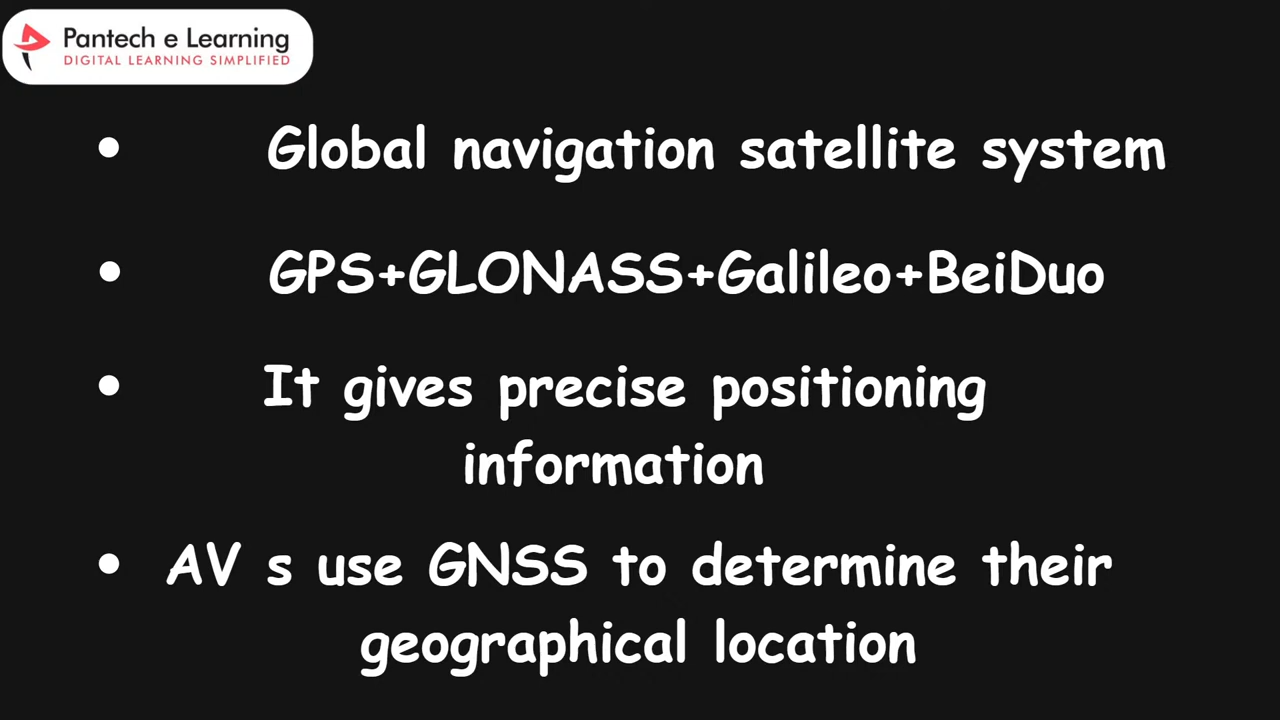 Pantech e Learning
DIGITAL LEARNING SIMPLIFIED
• Global navigation satellite system
• GPS+GLONASS+Galileo+BeiDuo
• It gives precise positioning
information
• AV s use GNSS to determine their
geographical location